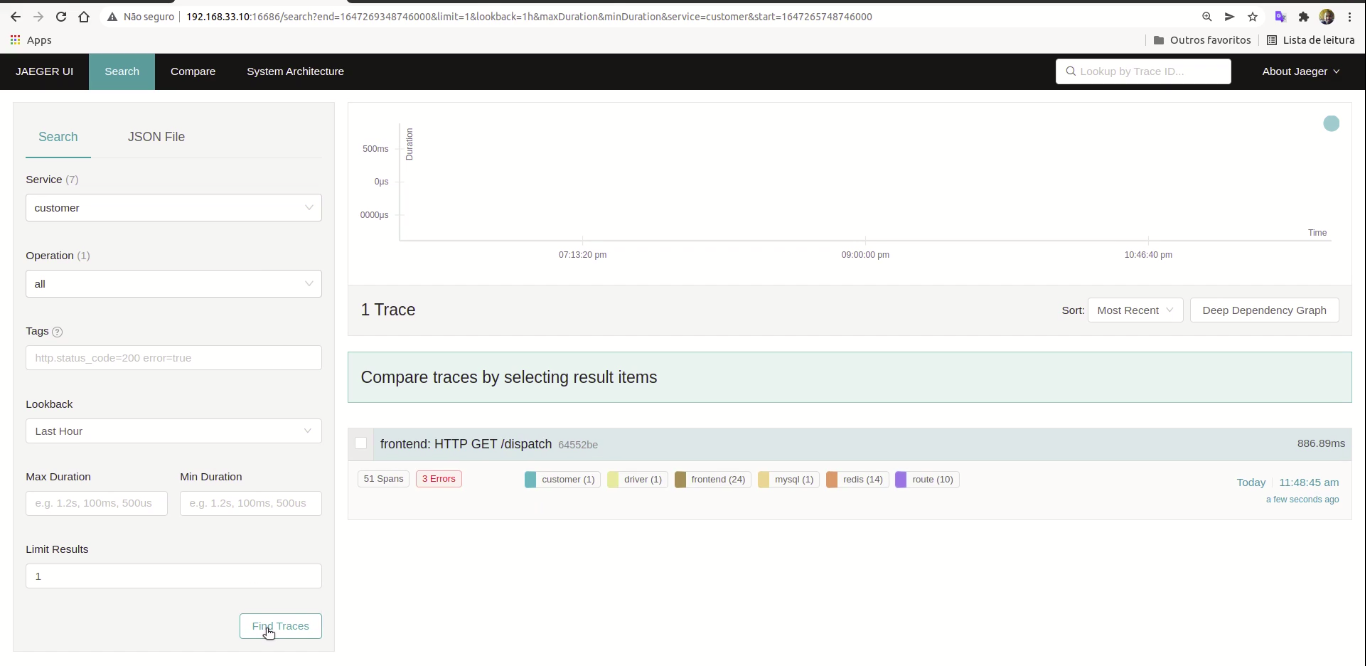 Não seguro 192.168.33.10:16686/search?end=1647269348746000&limit=1&lookback=1h&maxDuration&minDuration&service=customer&start=1647265748746000
Apps Outros favoritos Lista de leitura
JAEGER UI Search Compare System Architecture Lookup by Trace ID... About Jaeger
Search JSON File
Service (7)
customer
Operation (1)
all
Tags ?
http.status_code=200 error=true
Lookback
Last Hour
Max Duration Min Duration
e.g. 1.2s, 100ms, 500us e.g. 1.2s, 100ms, 500us
Limit Results
1
Find Traces
Duration
500ms
0μs
0000μs
Time
07:13:20 pm 09:00:00 pm 10:46:40 pm
1 Trace Sort: Most Recent Deep Dependency Graph
Compare traces by selecting result items
frontend: HTTP GET /dispatch 64552be 886.89ms
51 Spans 3 Errors customer (1) driver (1) frontend (24) mysql (1) redis (14) route (10) Today 11:48:45 am
a few seconds ago